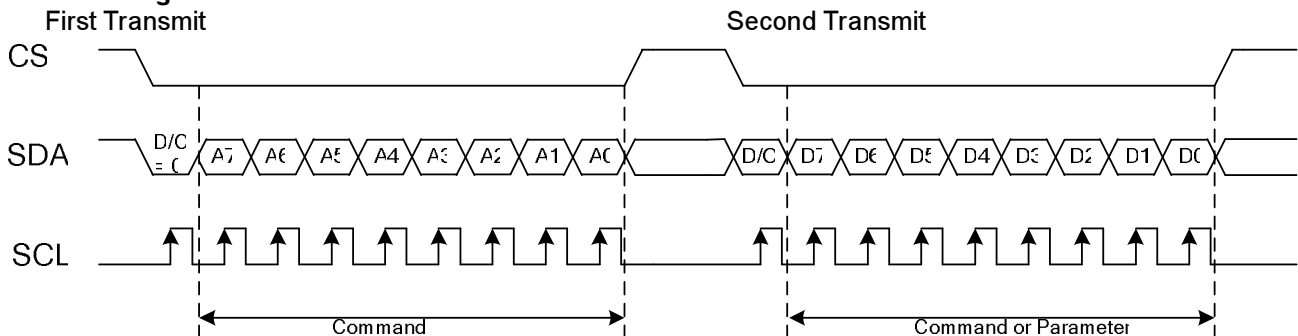 First Transmit Second Transmit
CS
SDA D/C = 0 A7 A6 A5 A4 A3 A2 A1 A0 D/C D7 D6 D5 D4 D3 D2 D1 D0
SCL
Command Command or Parameter